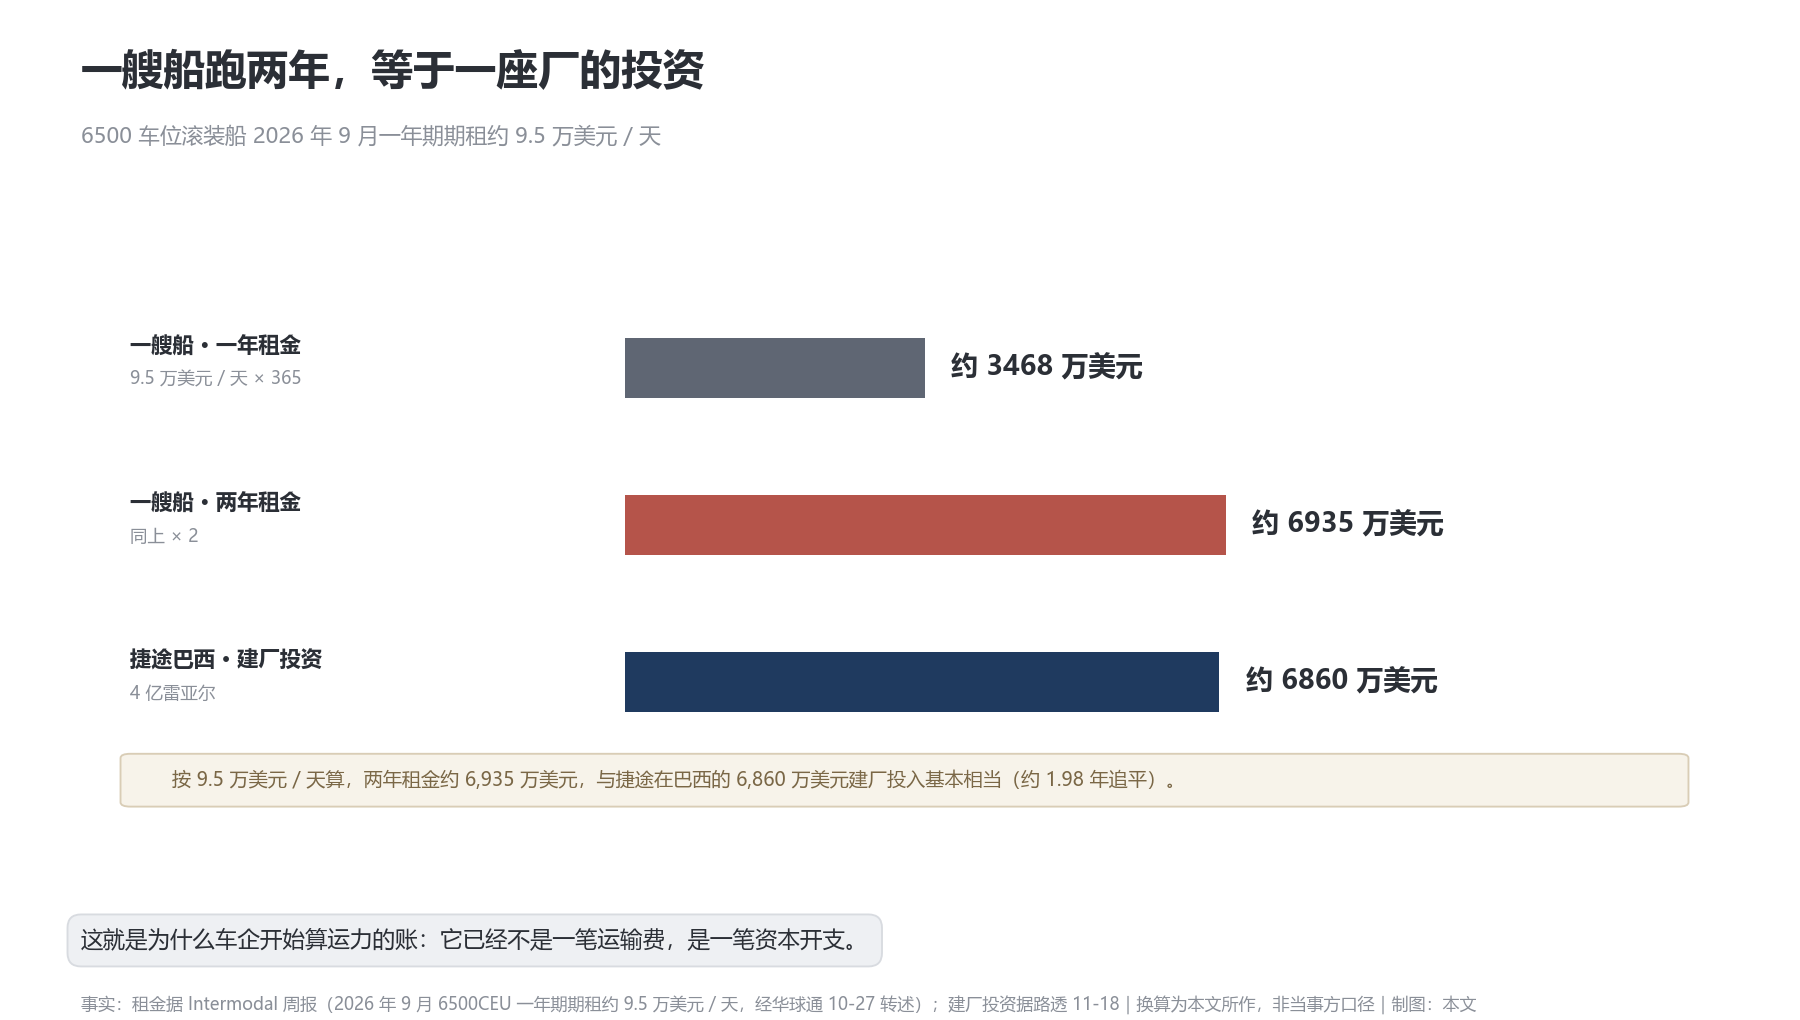 一艘船跑两年，等于一座厂的投资
6500 车位滚装船 2026 年 9 月一年期期租约 9.5 万美元 / 天
一艘船·一年租金
9.5 万美元 / 天 × 365
约 3468 万美元
一艘船·两年租金
同上 × 2
约 6935 万美元
捷途巴西·建厂投资
4 亿雷亚尔
约 6860 万美元
按 9.5 万美元 / 天算，两年租金约 6,935 万美元，与捷途在巴西的 6,860 万美元建厂投入基本相当（约 1.98 年追平）。
这就是为什么车企开始算运力的账：它已经不是一笔运输费，是一笔资本开支。
事实：租金据 Intermodal 周报（2026 年 9 月 6500CEU 一年期期租约 9.5 万美元 / 天，经华球通 10-27 转述）；建厂投资据路透 11-18 | 换算为本文所作，非当事方口径 | 制图：本文